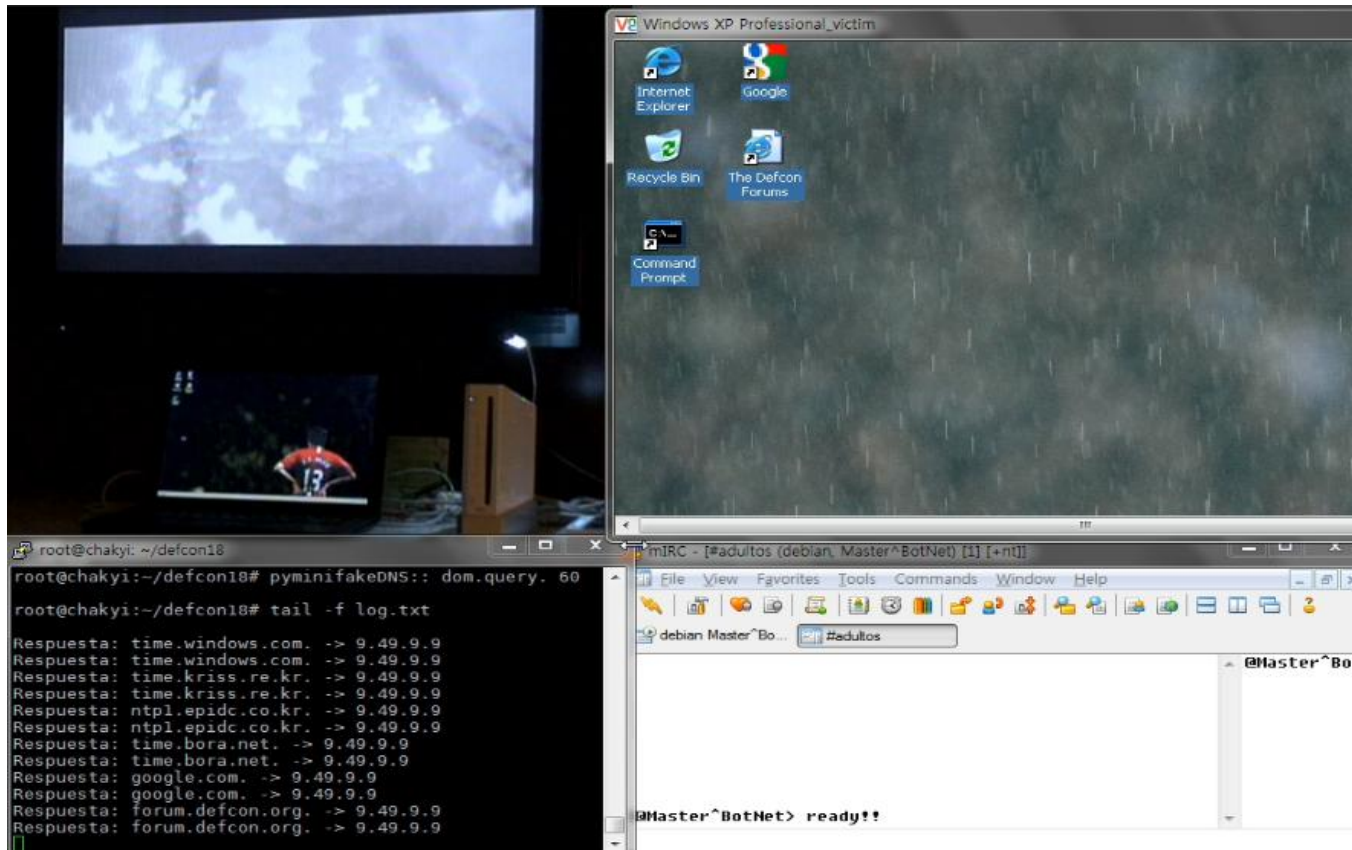 Windows XP Professional_victim
Internet
Explorer
Google
Recycle Bin
The Defcon
Forums
C:\
Command
Prompt
13
root@chakyi: ~/defcon18
root@chakyi:~/defcon18# pyminifakeDNS:: dom.query. 60
root@chakyi:~/defcon18# tail -f log.txt
Respuesta: time.windows.com. -> 9.49.9.9
Respuesta: time.windows.com. -> 9.49.9.9
Respuesta: time.kriss.re.kr. -> 9.49.9.9
Respuesta: time.kriss.re.kr. -> 9.49.9.9
Respuesta: ntp1.epidc.co.kr. -> 9.49.9.9
Respuesta: ntp1.epidc.co.kr. -> 9.49.9.9
Respuesta: time.bora.net. -> 9.49.9.9
Respuesta: time.bora.net. -> 9.49.9.9
Respuesta: google.com. -> 9.49.9.9
Respuesta: google.com. -> 9.49.9.9
Respuesta: forum.defcon.org. -> 9.49.9.9
Respuesta: forum.defcon.org. -> 9.49.9.9
mIRC - [#adultos (debian, Master^BotNet) [1] [+nt]]
File View Favorites Tools Commands Window Help
debian Master^Bo... #adultos
@Master^Bo
@Master^BotNet> ready!!